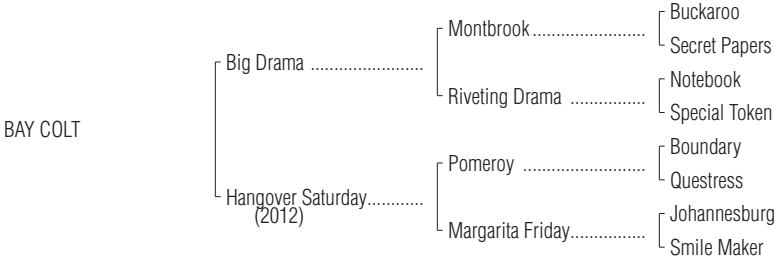 Buckaroo
Montbrook........................
Secret Papers
Big Drama ........................
Notebook
Riveting Drama ................
Special Token
BAY COLT
Boundary
Pomeroy ..........................
Questress
Hangover Saturday............
(2012)
Johannesburg
Margarita Friday................
Smile Maker